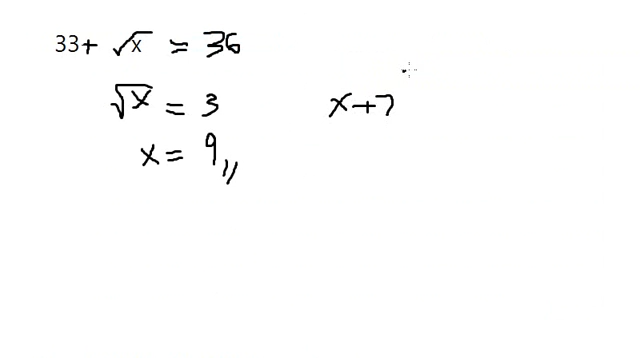 33+ √x = 36
√x = 3
x+7
x = 9,,